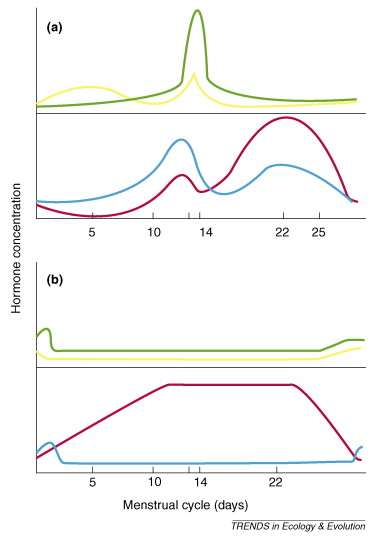 (a)
5 10 14 22 25
Hormone concentration
(b)
5 10 14 22
Menstrual cycle (days)
TRENDS in Ecology & Evolution